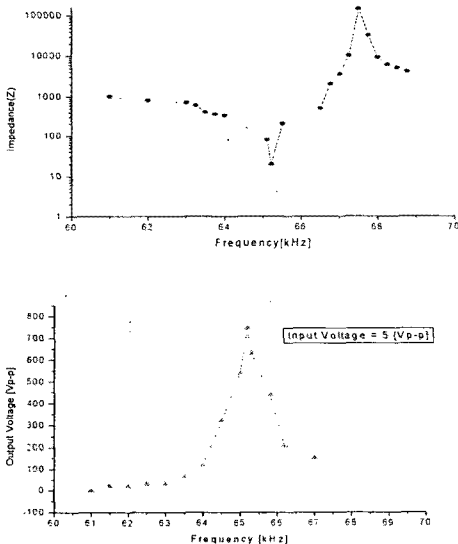 100000
10000
1000
100
10
1
Impedance(Z)
60 62 64 66 68 70
Frequency[kHz]
800
700
600
500
400
300
200
100
0
-100
Output Voltage [Vp-p]
Input Voltage = 5 [Vp-p]
60 61 62 63 64 65 66 67 68 69 70
Frequency [kHz]